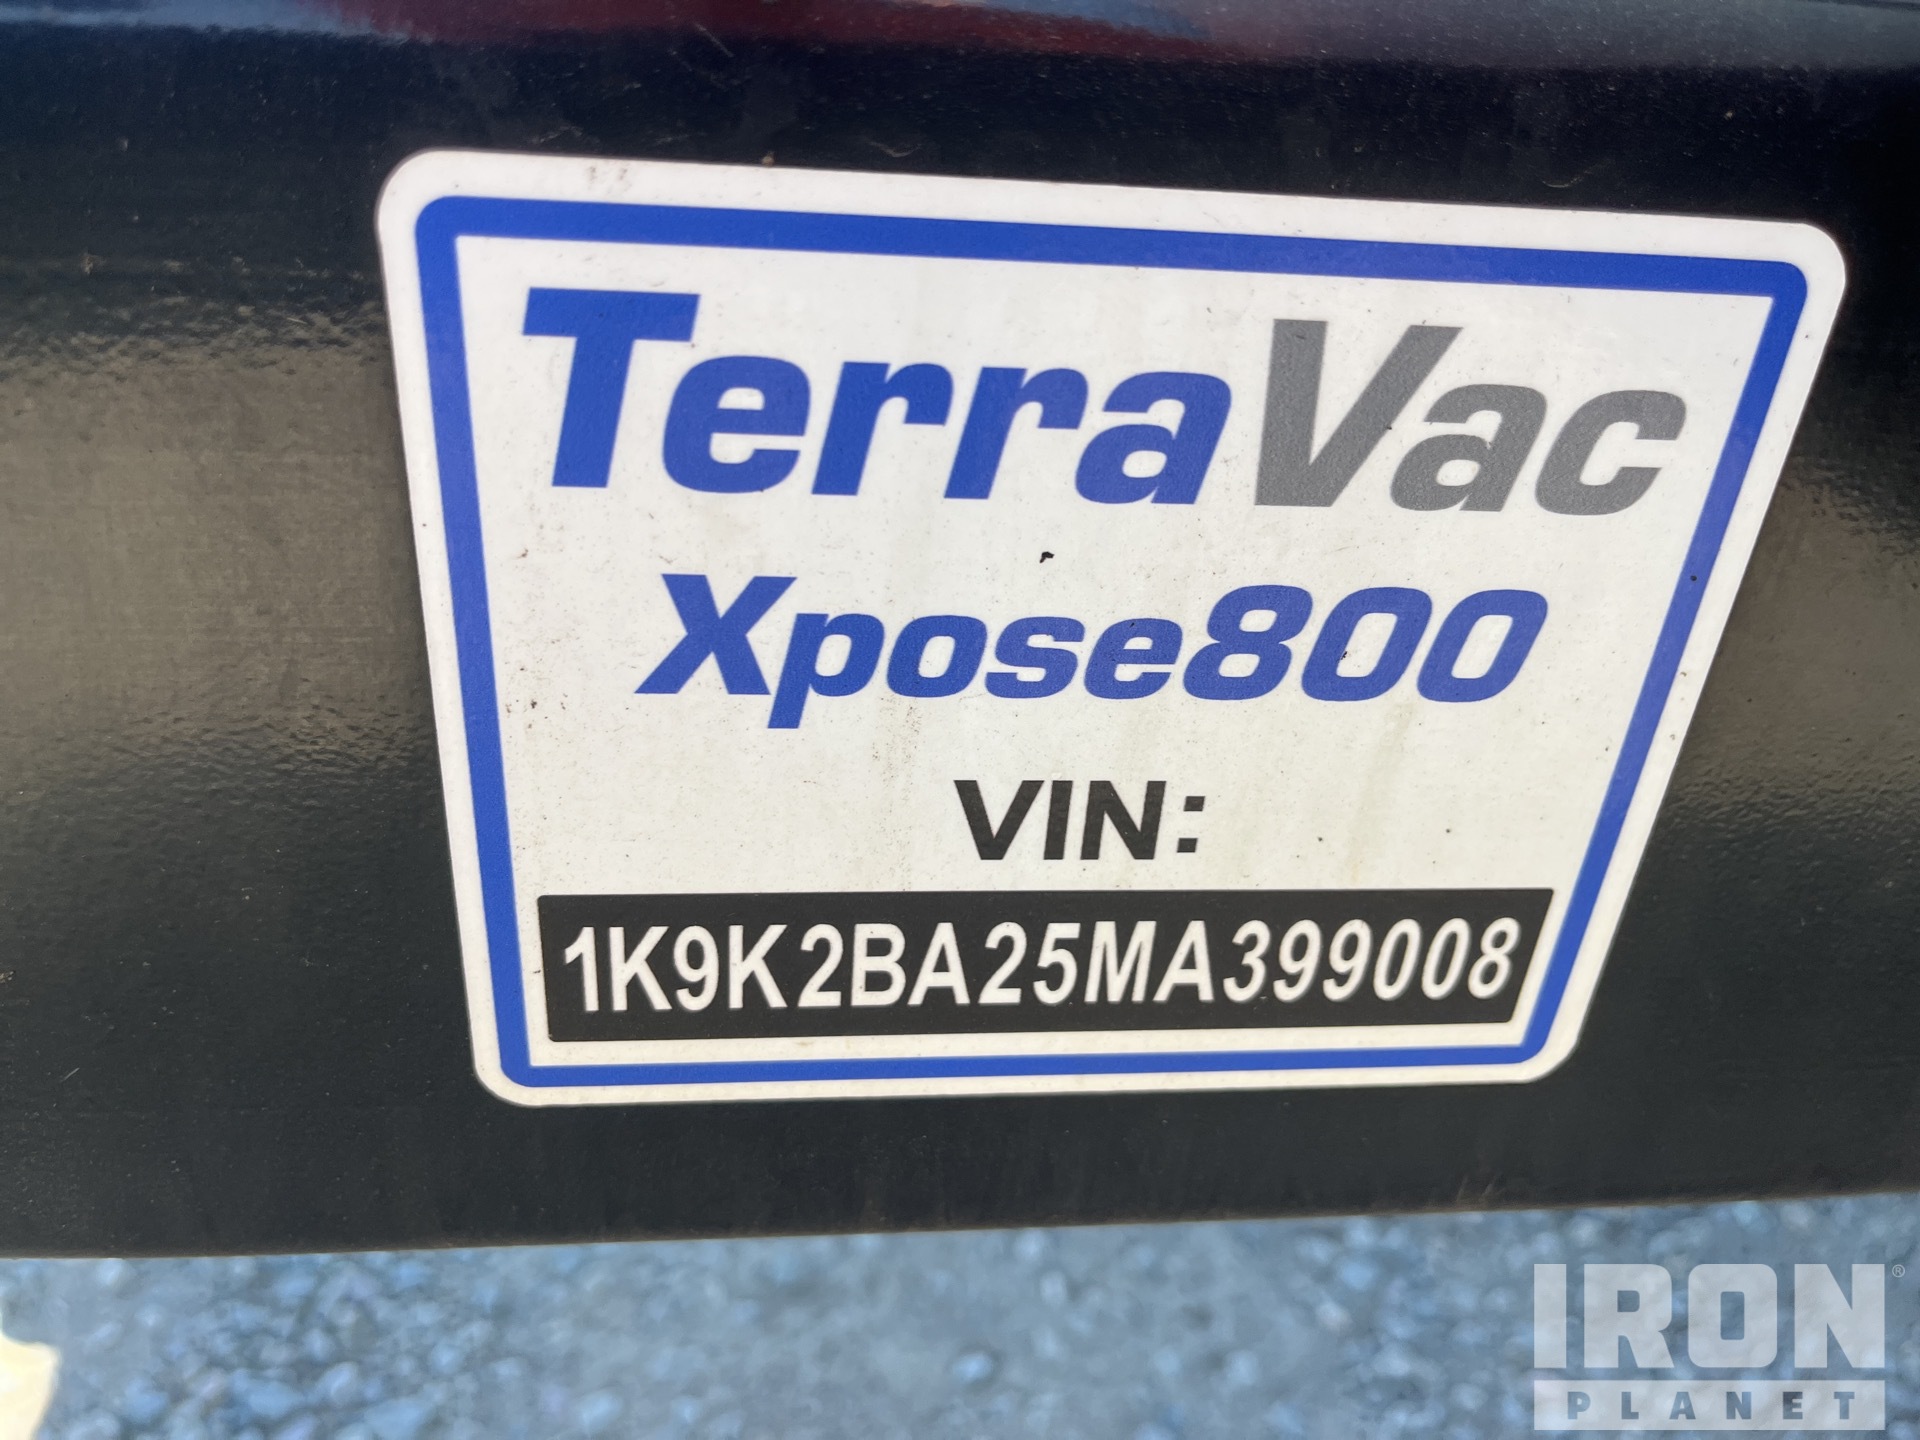 TerraVac
Xpose800
VIN:
1K9K2BA25MA399008
IRON®
PLANET